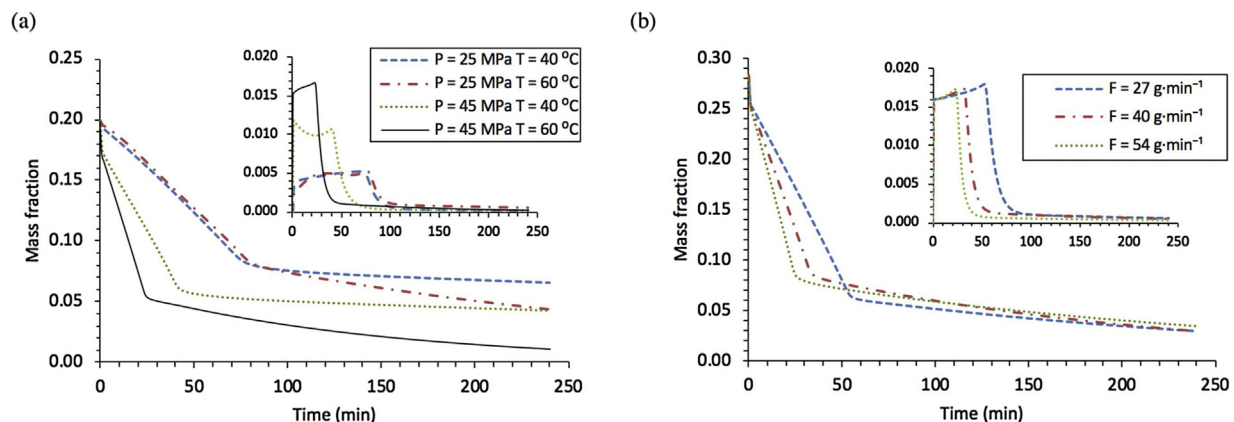 (a)
0.25
0.20
0.15
0.10
0.05
0.00
Mass fraction
0 50 100 150 200 250
Time (min)
0.020
0.015
0.010
0.005
0.000
0 50 100 150 200 250
P = 25 MPa T = 40 ⁰C
P = 25 MPa T = 60 ⁰C
P = 45 MPa T = 40 ⁰C
P = 45 MPa T = 60 ⁰C
(b)
0.30
0.25
0.20
0.15
0.10
0.05
0.00
Mass fraction
0 50 100 150 200 250
Time (min)
0.020
0.015
0.010
0.005
0.000
0 50 100 150 200 250
F = 27 g·min⁻¹
F = 40 g·min⁻¹
F = 54 g·min⁻¹